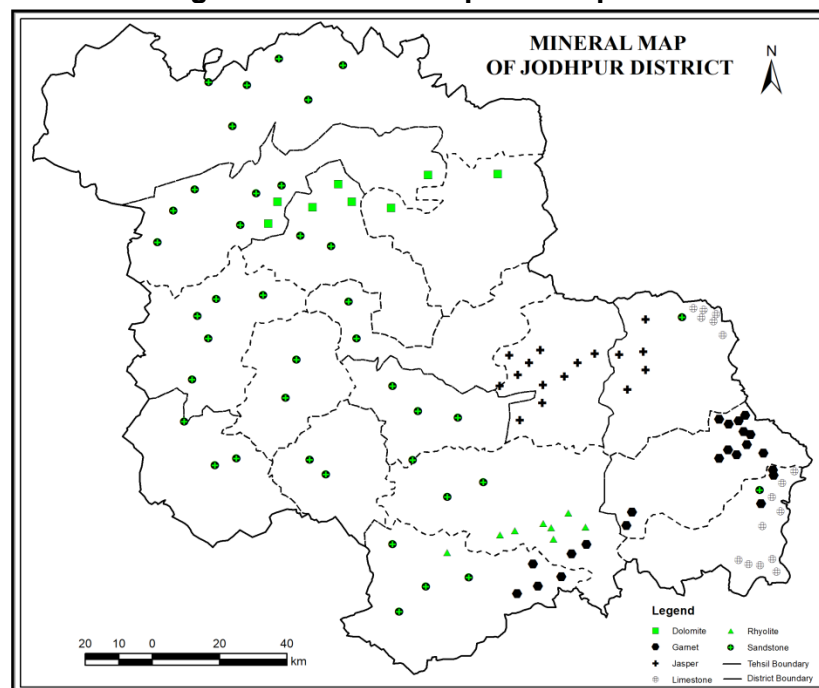 MINERAL MAP
OF JODHPUR DISTRICT
N
20 10 0 20 40
km
Legend
Dolomite
Garnet
Jasper
Limestone
Rhyolite
Sandstone
Tehsil Boundary
District Boundary